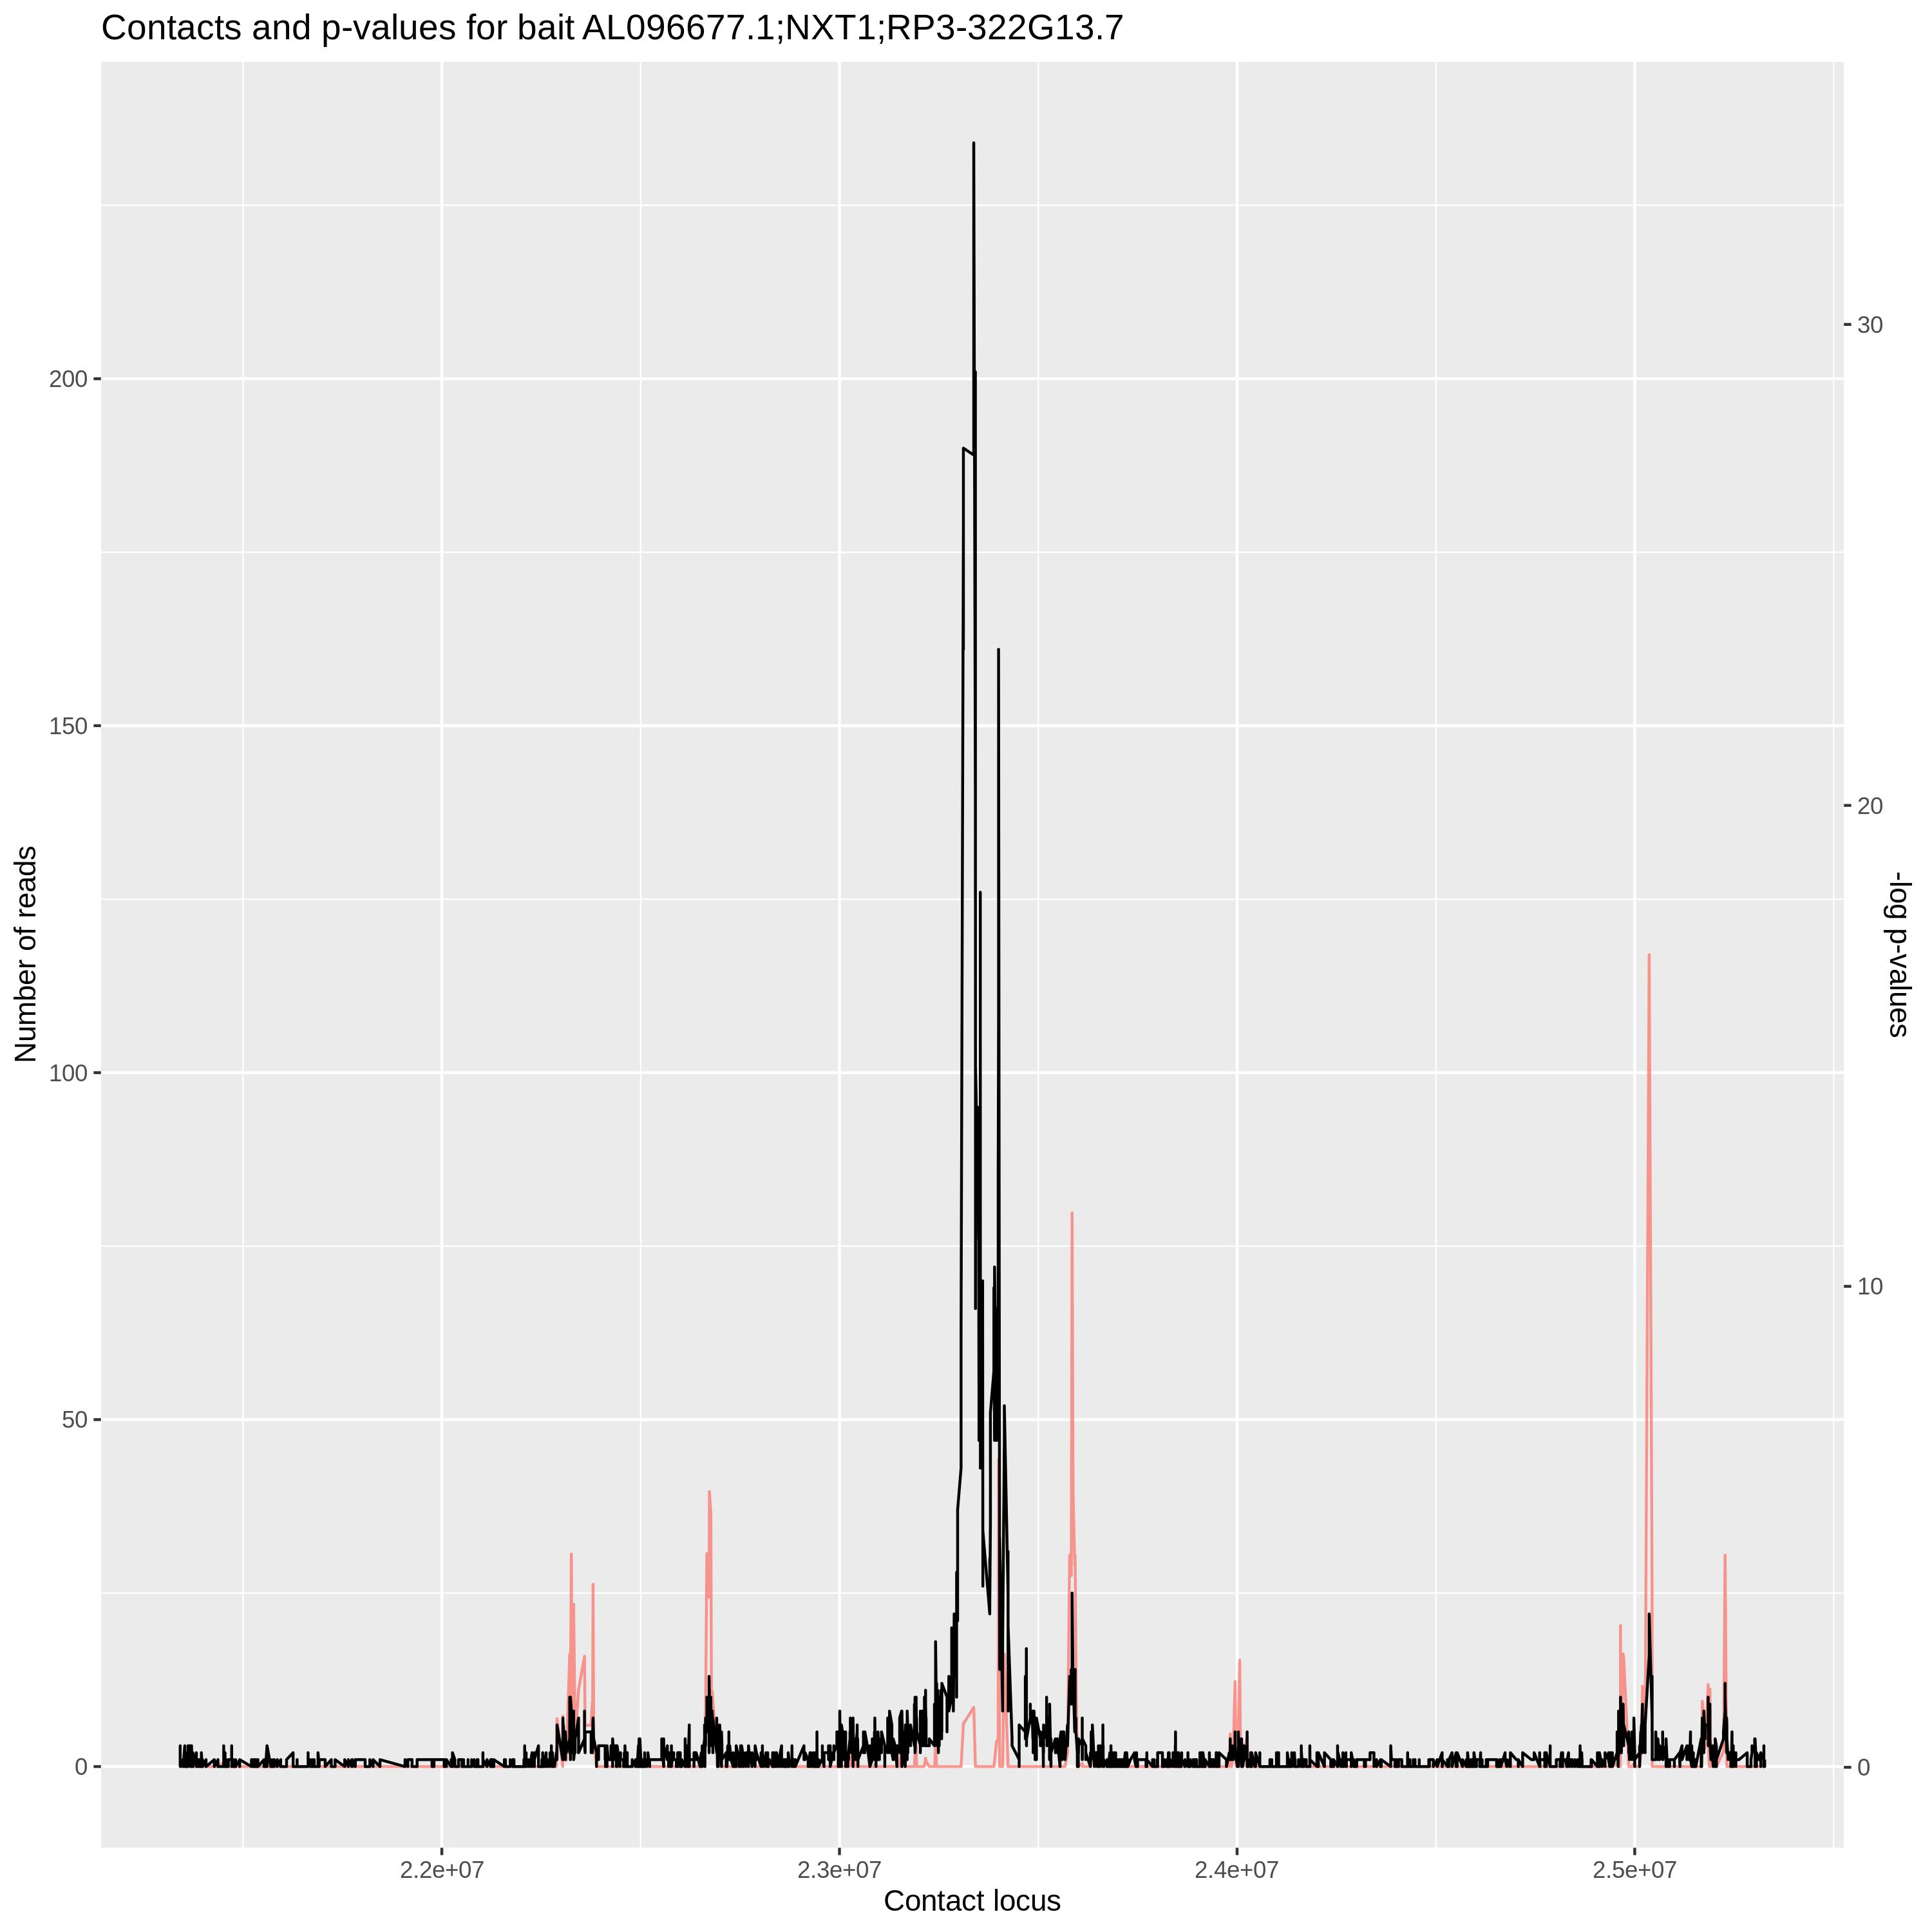 Contacts and p-values for bait AL096677.1;NXT1;RP3-322G13.7
Number of reads
200
150
100
50
0
30
20
10
0
-log p-values
2.2e+07
2.3e+07
2.4e+07
2.5e+07
Contact locus